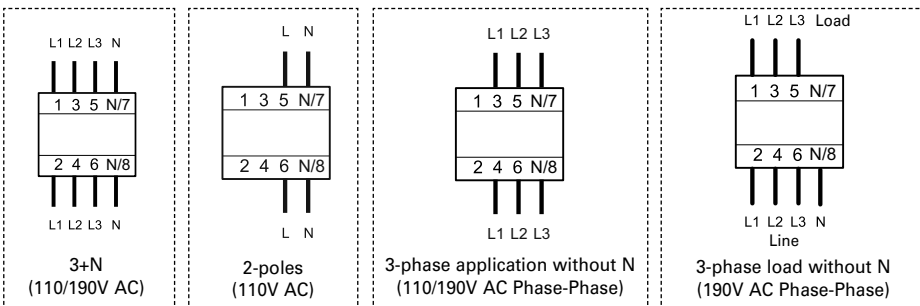 L1 L2 L3 N
1 3 5 N/7
2 4 6 N/8
L1 L2 L3 N
3+N
(110/190V AC)
L N
1 3 5 N/7
2 4 6 N/8
L N
2-poles
(110V AC)
L1 L2 L3
1 3 5 N/7
2 4 6 N/8
L1 L2 L3
3-phase application without N
(110/190V AC Phase-Phase)
L1 L2 L3 Load
1 3 5 N/7
2 4 6 N/8
L1 L2 L3 N
Line
3-phase load without N
(190V AC Phase-Phase)